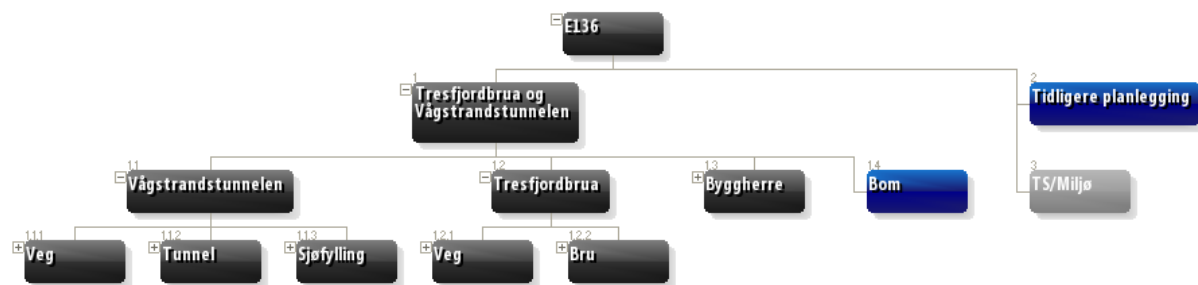 E136
1
Tresfjordbrua og
Vågstrandstunnelen
2
Tidligere planlegging
1.1
Vågstrandstunnelen
1.2
Tresfjordbrua
1.3
Byggherre
1.4
Bom
3
TS/Miljø
1.1.1
Veg
1.1.2
Tunnel
1.1.3
Sjøfylling
1.2.1
Veg
1.2.2
Bru